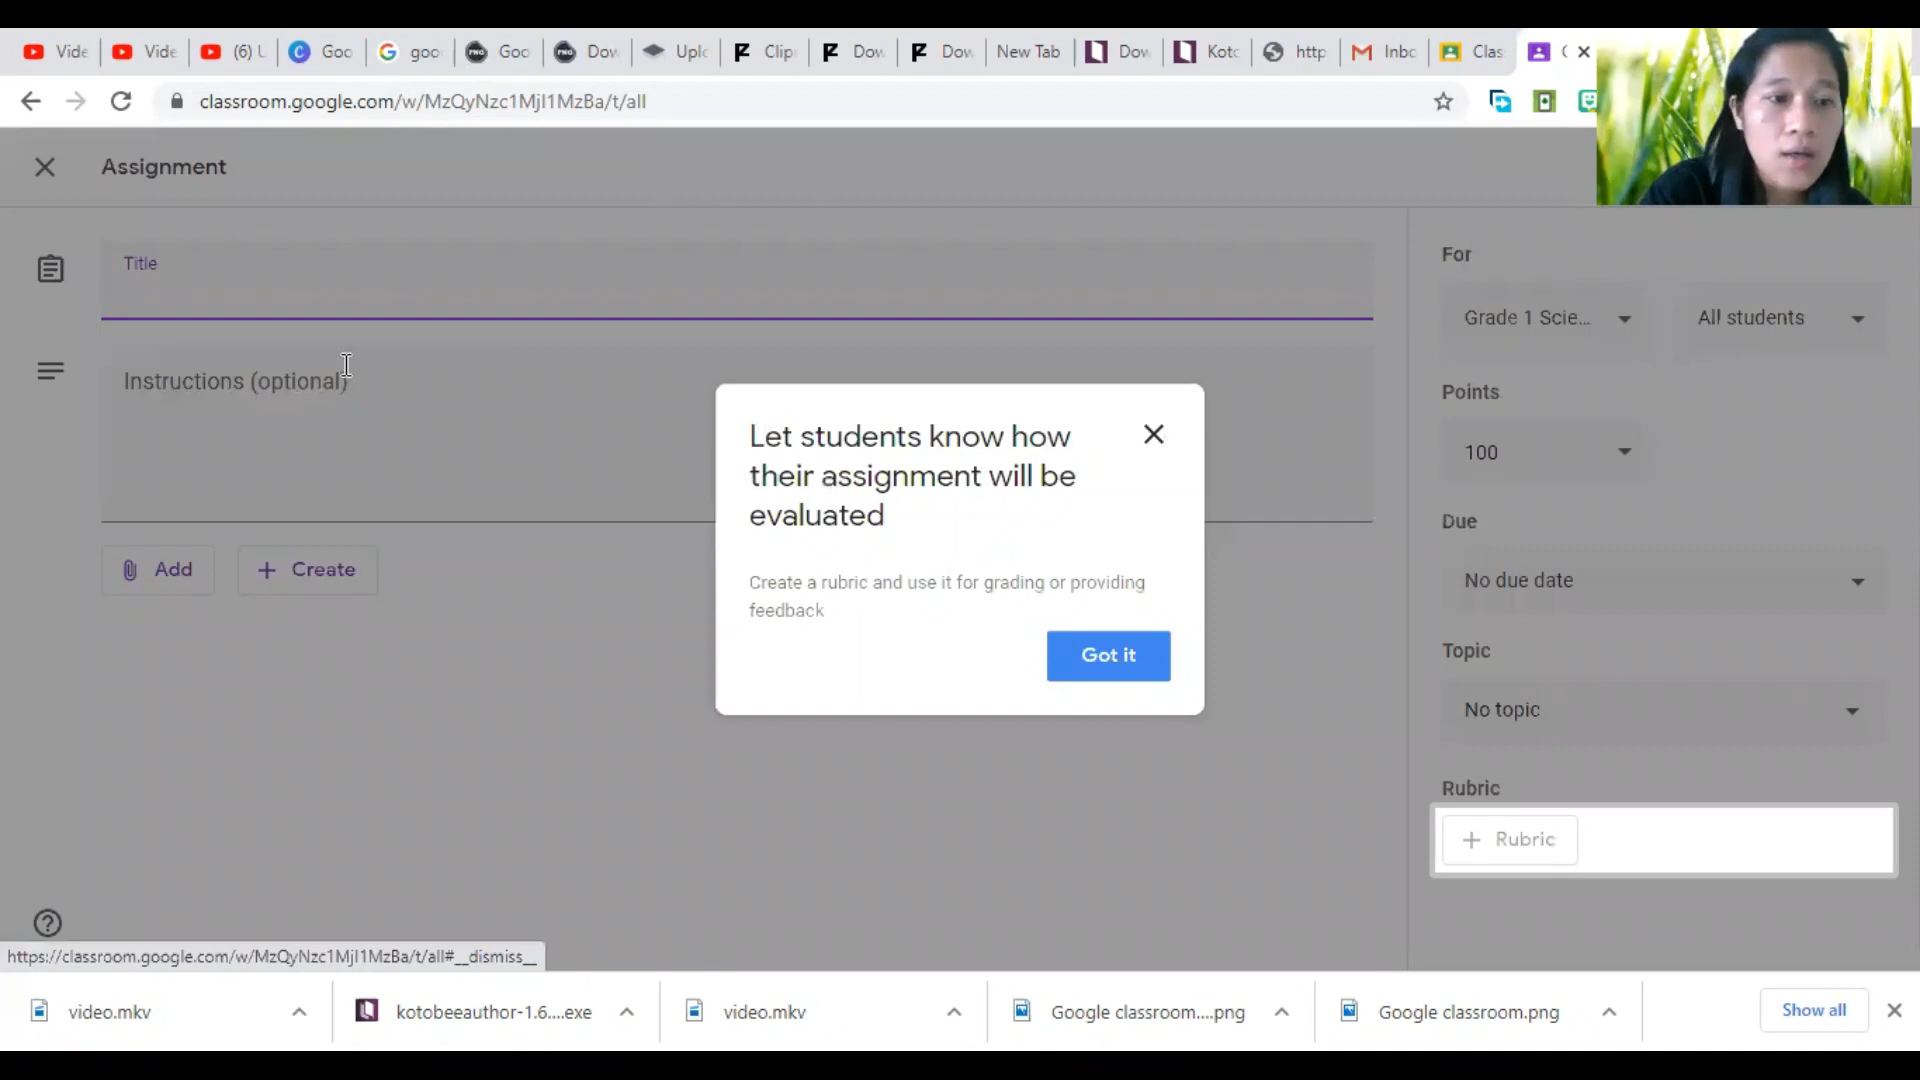 Vide
Vide
(6) U
Goo
goo
Goo
Dow
Uplo
Clip
Dow
Dow
New Tab
Dow
Koto
http
Inbo
Clas
classroom.google.com/w/MzQyNzc1MjI1MzBa/t/all
Assignment
Title
Instructions (optional)
Add
Create
Let students know how
their assignment will be
evaluated
Create a rubric and use it for grading or providing
feedback
Got it
For
Grade 1 Scie...
All students
Points
100
Due
No due date
Topic
No topic
Rubric
Rubric
https://classroom.google.com/w/MzQyNzc1MjI1MzBa/t/all#__dismiss__
video.mkv
kotobeeauthor-1.6....exe
video.mkv
Google classroom....png
Google classroom.png
Show all